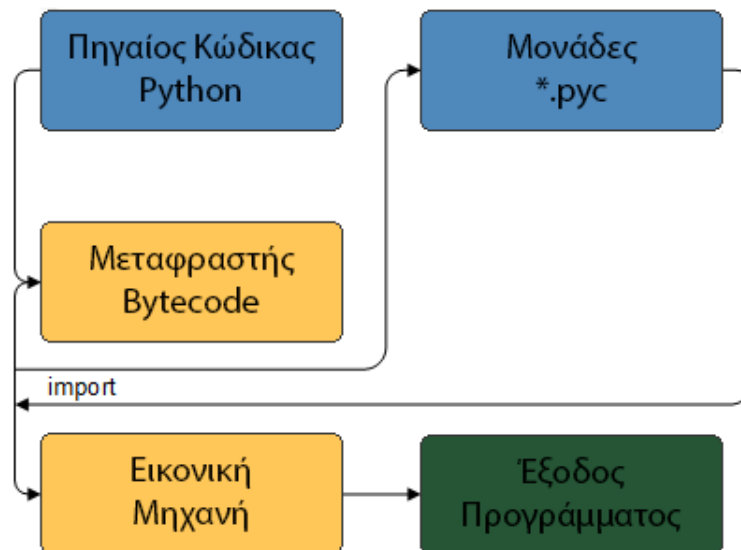 Πηγαίος Κώδικας
Python
Μονάδες
*.pyc
Μεταφραστής
Bytecode
import
Εικονική
Μηχανή
Έξοδος
Προγράμματος